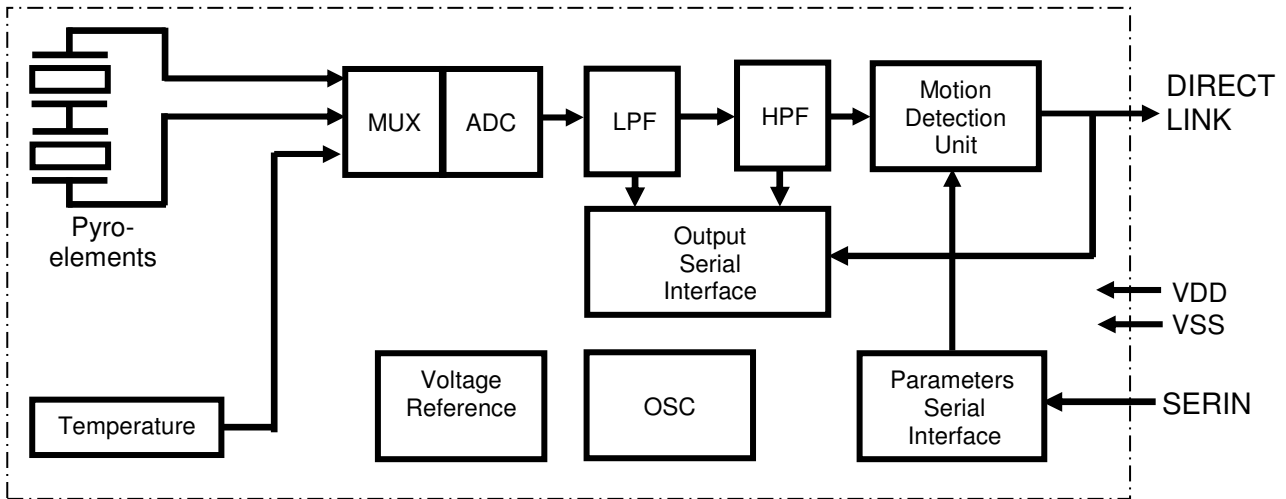 Pyro-
elements
Temperature
MUX
ADC
LPF
HPF
Motion
Detection
Unit
DIRECT
LINK
Output
Serial
Interface
VDD
VSS
Voltage
Reference
OSC
Parameters
Serial
Interface
SERIN